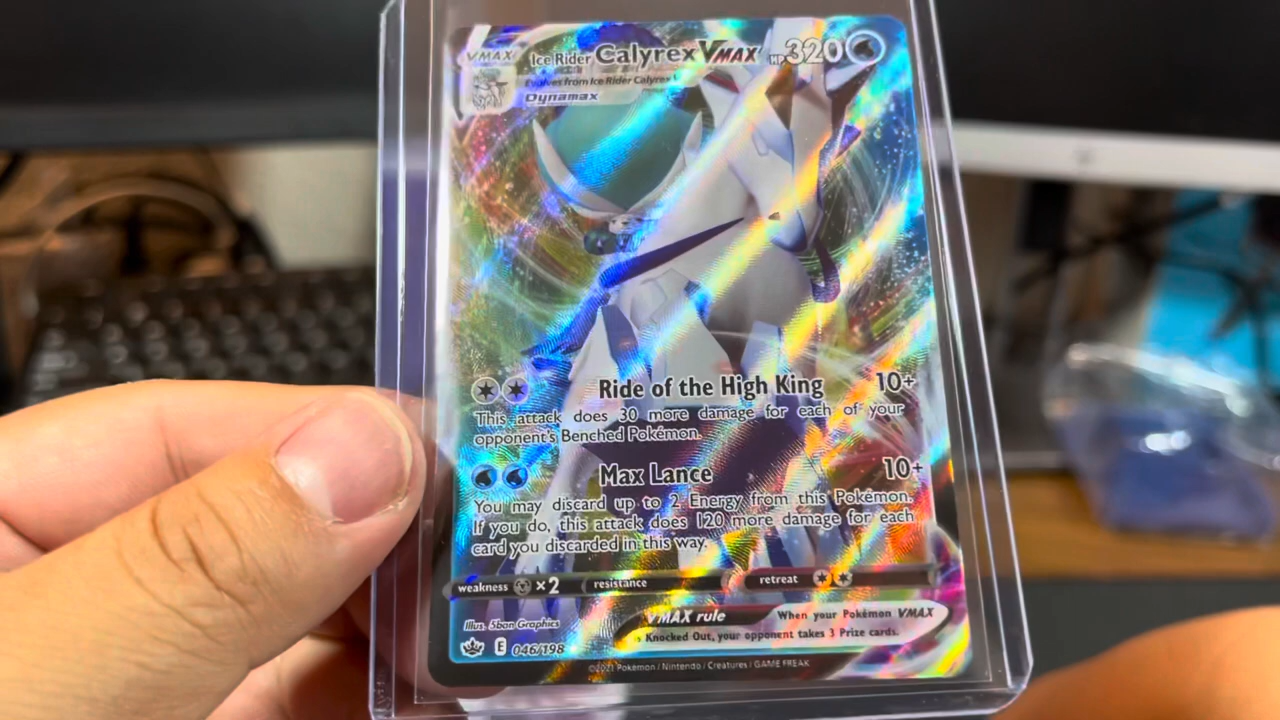 VMAX Ice Rider Calyrex VMAX HP 320
Evolves from Ice Rider Calyrex V
Dynamax
Ride of the High King 10+
This attack does 30 more damage for each of your
opponent's Benched Pokémon.
Max Lance 10+
You may discard up to 2 Energy from this Pokémon.
If you do, this attack does 120 more damage for each
card you discarded in this way.
weakness ×2 resistance retreat
VMAX rule When your Pokémon VMAX
Knocked Out, your opponent takes 3 Prize cards.
Illus. 5ban Graphics
E 046/198
©2021 Pokémon / Nintendo / Creatures / GAME FREAK